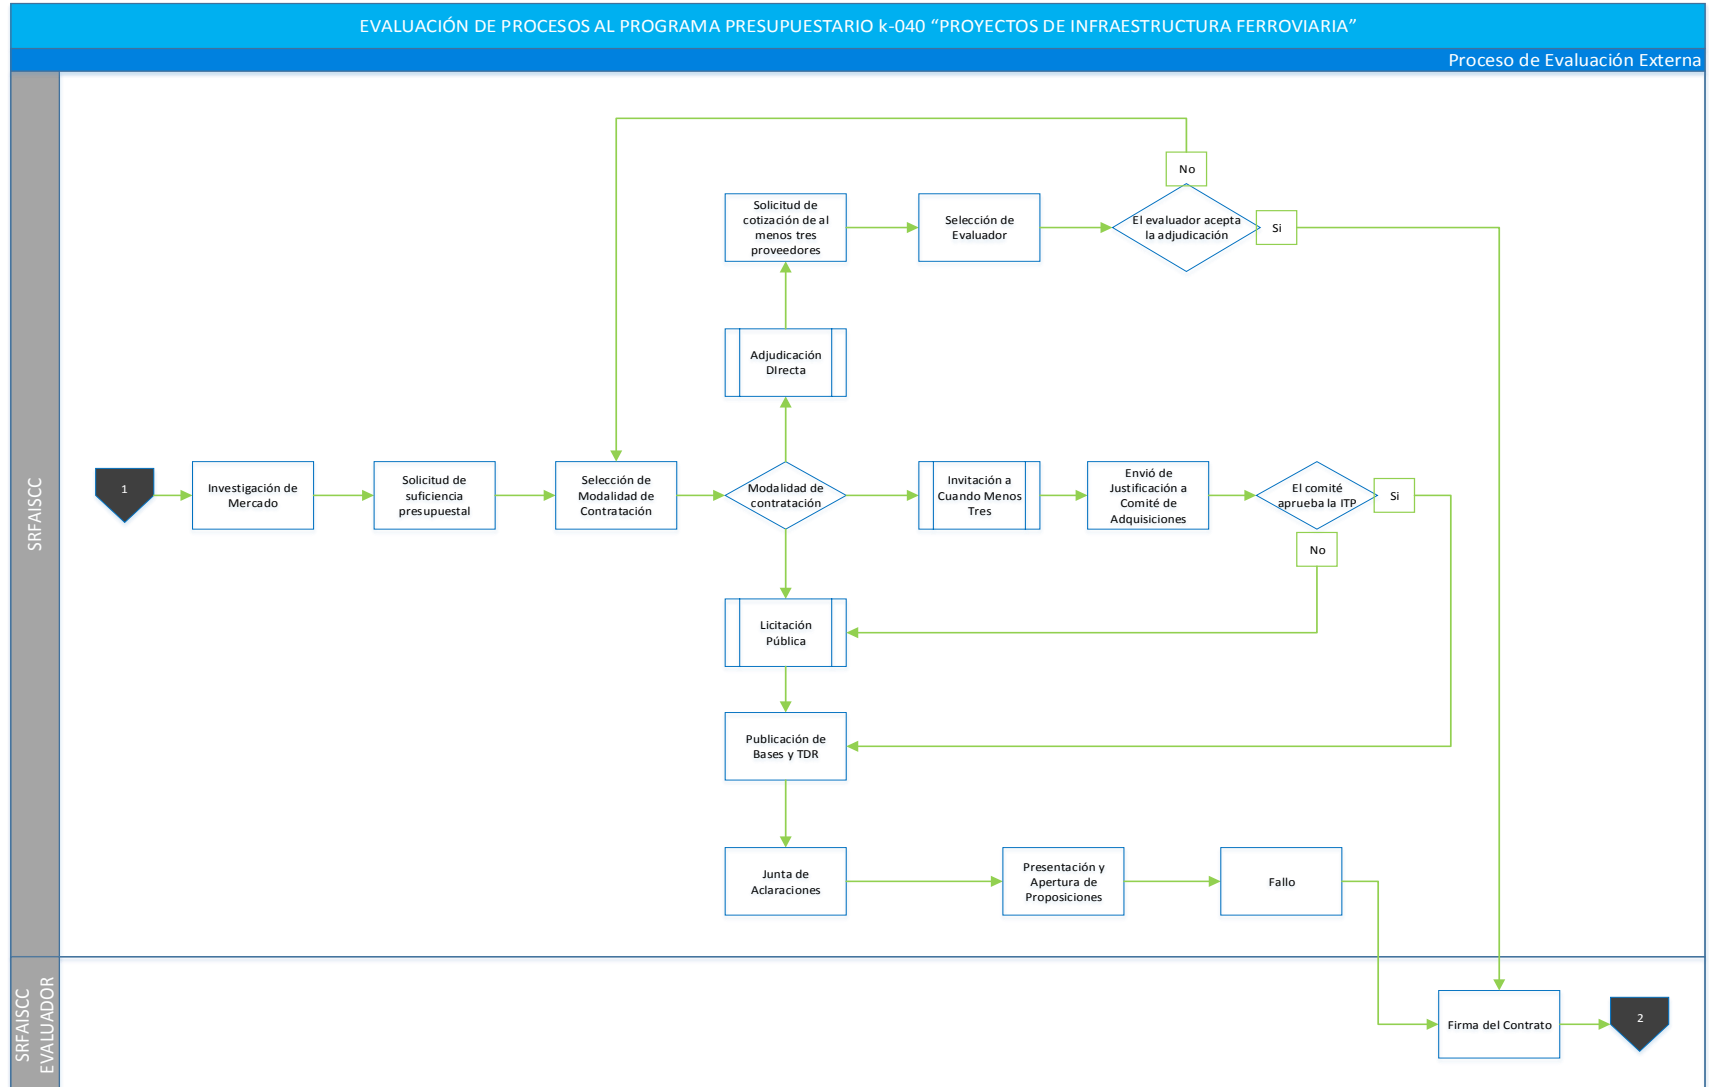 EVALUACIÓN DE PROCESOS AL PROGRAMA PRESUPUESTARIO k-040 “PROYECTOS DE INFRAESTRUCTURA FERROVIARIA”
Proceso de Evaluación Externa
SRFAISCC
No
Solicitud de
cotización de al
menos tres
proveedores
Selección de
Evaluador
El evaluador acepta
la adjudicación
Si
Adjudicación
DIrecta
1
Investigación de
Mercado
Solicitud de
suficiencia
presupuestal
Selección de
Modalidad de
Contratación
Modalidad de
contratación
Invitación a
Cuando Menos
Tres
Envió de
Justificación a
Comité de
Adquisiciones
El comité
aprueba la ITP
Si
No
Licitación
Pública
Publicación de
Bases y TDR
Junta de
Aclaraciones
Presentación y
Apertura de
Proposiciones
Fallo
SRFAISCC
EVALUADOR
Firma del Contrato
2